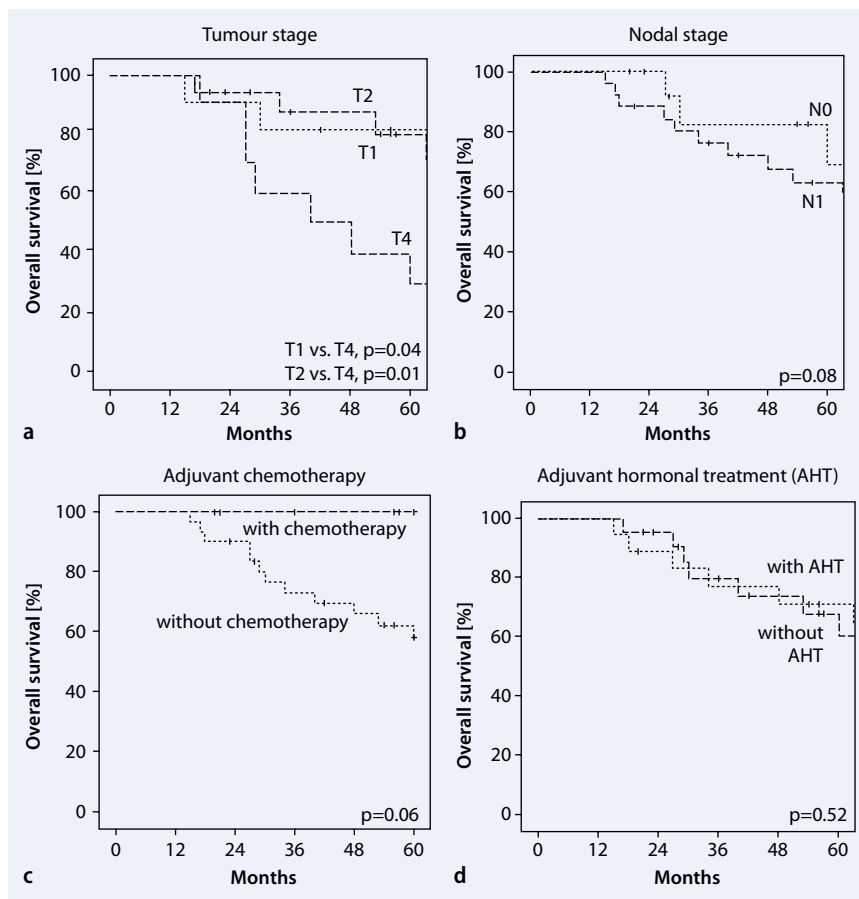 Tumour stage
Overall survival [%]
100
80
60
40
20
0
T2
T1
T4
T1 vs. T4, p=0.04
T2 vs. T4, p=0.01
0 12 24 36 48 60
a
Months
Nodal stage
Overall survival [%]
100
80
60
40
20
0
N0
N1
p=0.08
0 12 24 36 48 60
b
Months
Adjuvant chemotherapy
Overall survival [%]
100
80
60
40
20
0
with chemotherapy
without chemotherapy
p=0.06
0 12 24 36 48 60
c
Months
Adjuvant hormonal treatment (AHT)
Overall survival [%]
100
80
60
40
20
0
with AHT
without
AHT
p=0.52
0 12 24 36 48 60
d
Months